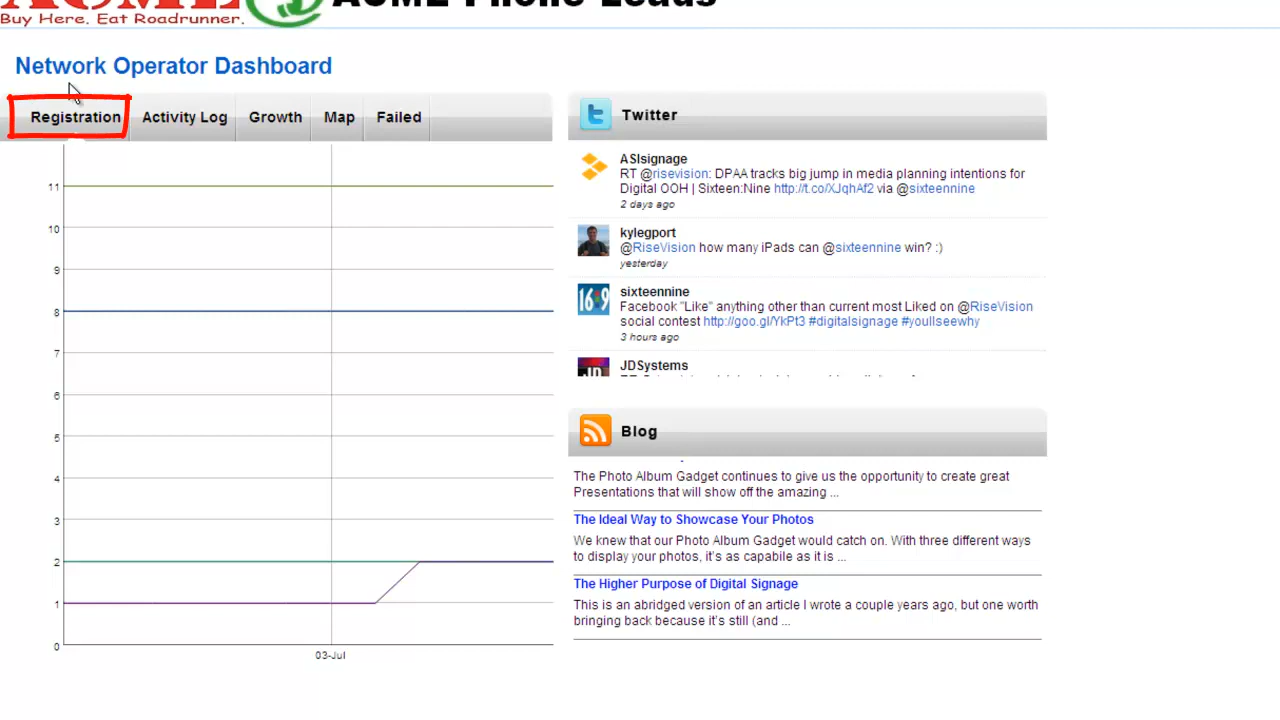 ACME
Buy Here. Eat Roadrunner.
ACME Phone Leads
Network Operator Dashboard
Registration
Activity Log
Growth
Map
Failed
11
10
9
8
7
6
5
4
3
2
1
0
03-Jul
Twitter
ASIsignage
RT @risevision: DPAA tracks big jump in media planning intentions for
Digital OOH | Sixteen:Nine http://t.co/XJqhAf2 via @sixteennine
2 days ago
kylegport
@RiseVision how many iPads can @sixteennine win? :)
yesterday
16:9
sixteennine
Facebook "Like" anything other than current most Liked on @RiseVision
social contest http://goo.gl/YkPt3 #digitalsignage #youllseewhy
3 hours ago
JD
JDSystems
Blog
The Photo Album Gadget continues to give us the opportunity to create great
Presentations that will show off the amazing ...
The Ideal Way to Showcase Your Photos
We knew that our Photo Album Gadget would catch on. With three different ways
to display your photos, it's as capable as it is ...
The Higher Purpose of Digital Signage
This is an abridged version of an article I wrote a couple years ago, but one worth
bringing back because it's still (and ...